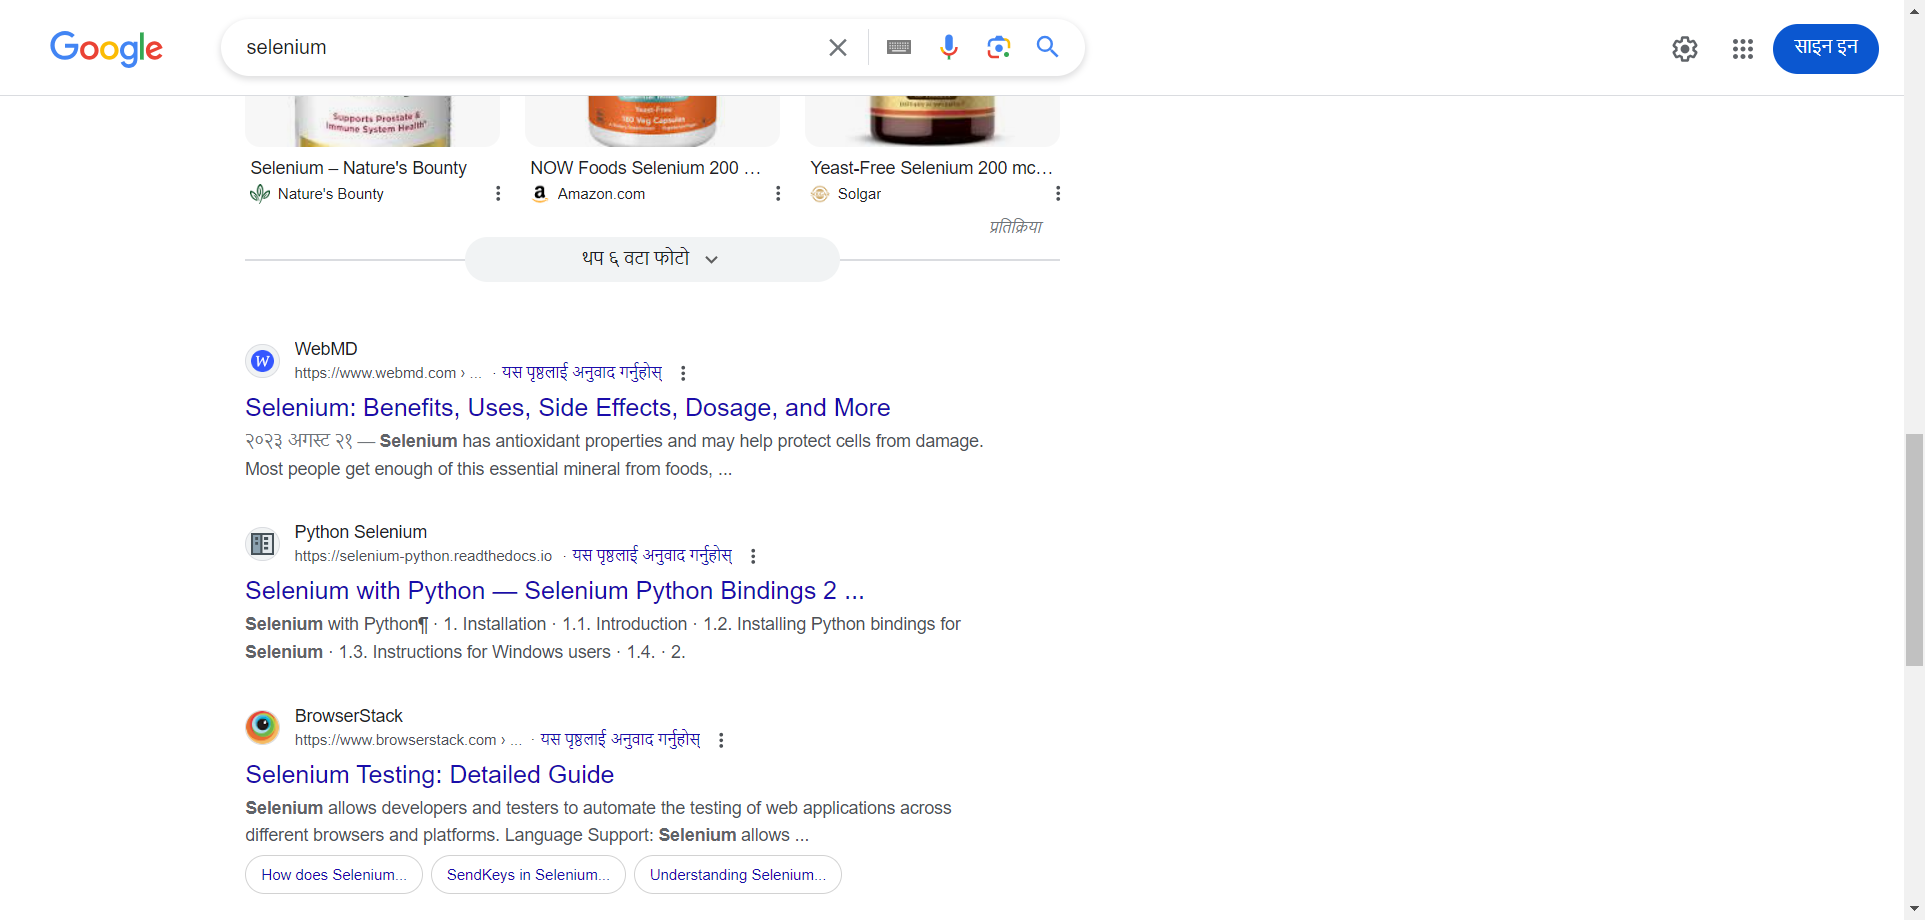 Google
selenium
साइन इन
Supports Prostate &
Immune System Health*
Yeast-Free
180 Veg Capsules
Selenium – Nature's Bounty
NOW Foods Selenium 200 …
Yeast-Free Selenium 200 mc…
Nature's Bounty
Amazon.com
Solgar
प्रतिक्रिया
थप ६ वटा फोटो
WebMD
https://www.webmd.com › ... · यस पृष्ठलाई अनुवाद गर्नुहोस्
Selenium: Benefits, Uses, Side Effects, Dosage, and More
२०२३ अगस्ट २१ — Selenium has antioxidant properties and may help protect cells from damage.
Most people get enough of this essential mineral from foods, ...
Python Selenium
https://selenium-python.readthedocs.io · यस पृष्ठलाई अनुवाद गर्नुहोस्
Selenium with Python — Selenium Python Bindings 2 ...
Selenium with Python¶ · 1. Installation · 1.1. Introduction · 1.2. Installing Python bindings for
Selenium · 1.3. Instructions for Windows users · 1.4. · 2.
BrowserStack
https://www.browserstack.com › ... · यस पृष्ठलाई अनुवाद गर्नुहोस्
Selenium Testing: Detailed Guide
Selenium allows developers and testers to automate the testing of web applications across
different browsers and platforms. Language Support: Selenium allows ...
How does Selenium...
SendKeys in Selenium...
Understanding Selenium...